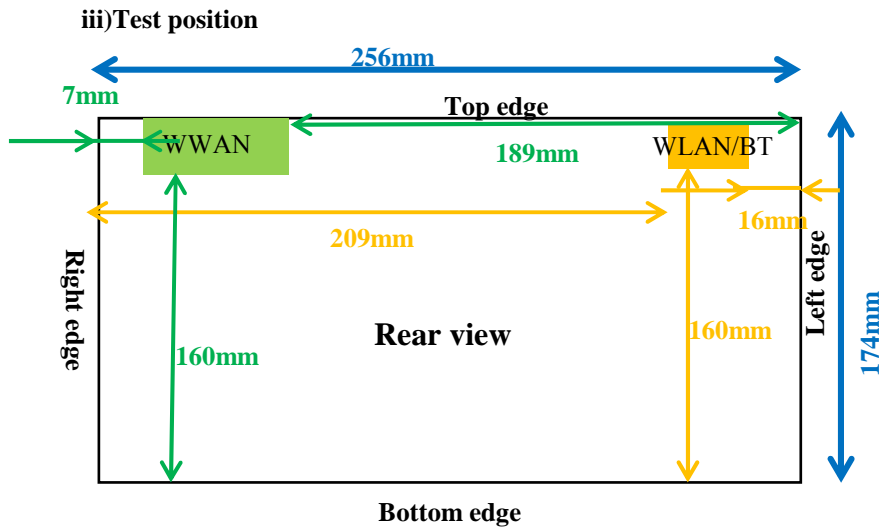 iii)Test position
256mm
7mm
Top edge
WWAN
WLAN/BT
189mm
16mm
209mm
Right edge
Left edge
Rear view
160mm
160mm
174mm
Bottom edge